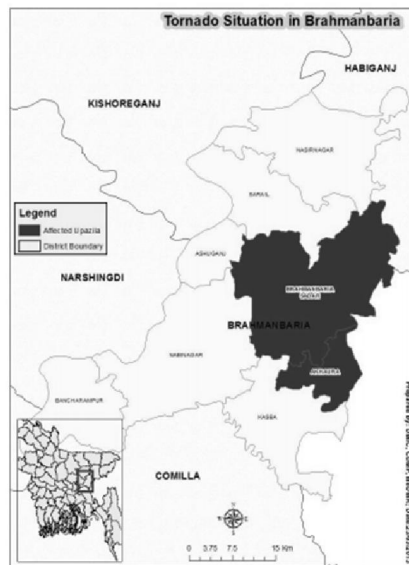 Tornado Situation in Brahmanbaria
HABIGANJ
KISHOREGANJ
NASIRNAGAR
SARAIL
Legend
Affected Upazila
District Boundary
ASHUGANJ
NARSHINGDI
BRAHMANBARIA
SADAR
BRAHMANBARIA
NABINAGAR
AKHAURA
BANCHARAMPUR
KASBA
COMILLA
0 3.75 7.5 15 Km